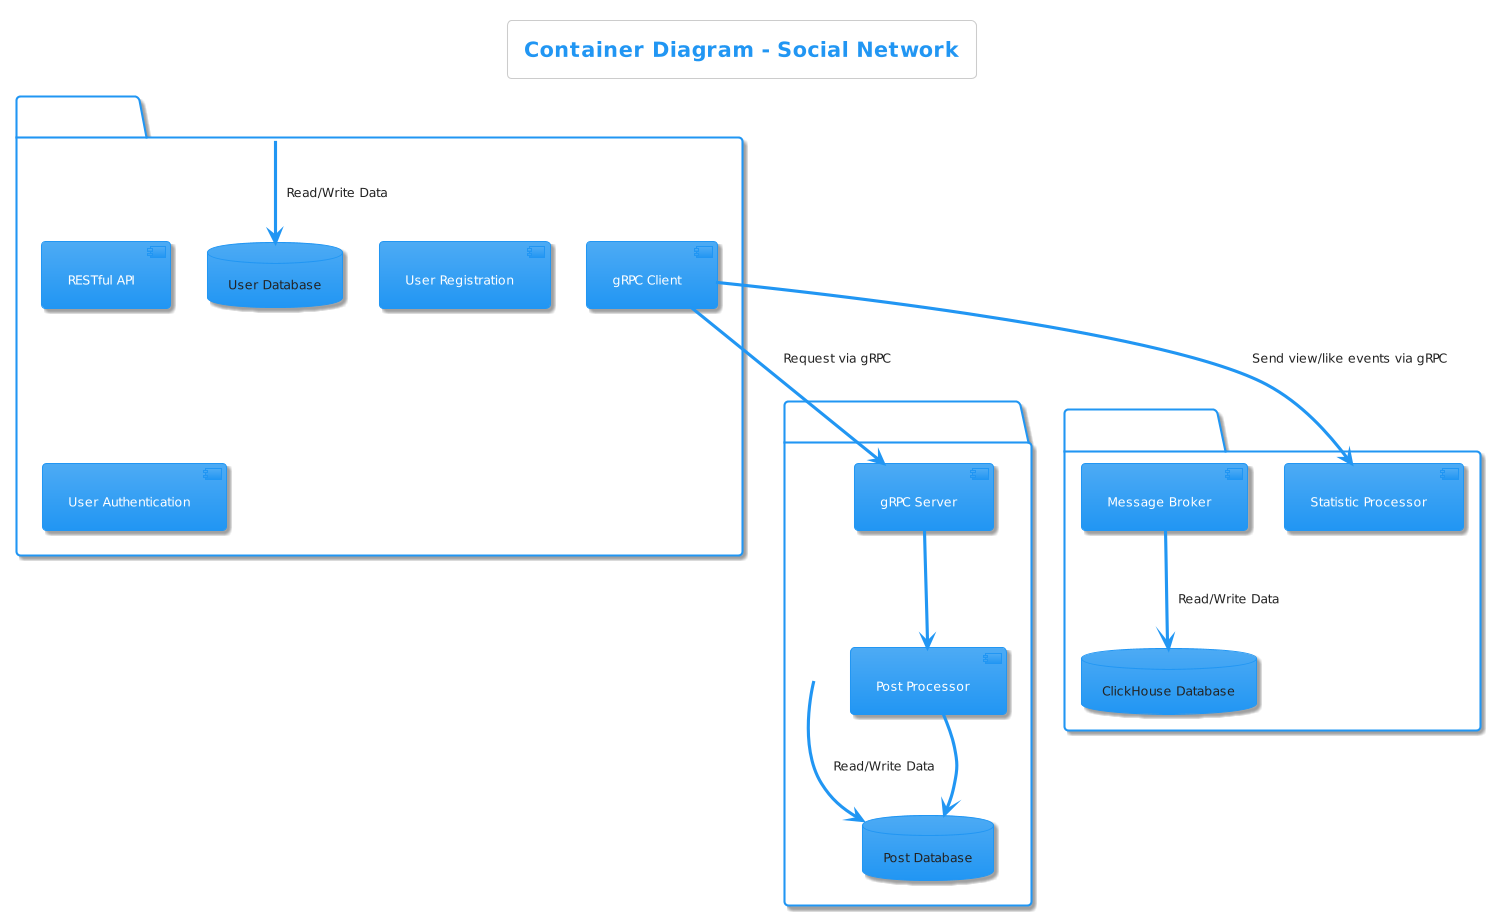 Container Diagram - Social Network
Read/Write Data
RESTful API
User Database
User Registration
gRPC Client
Request via gRPC
Send view/like events via gRPC
User Authentication
gRPC Server
Message Broker
Statistic Processor
Read/Write Data
Post Processor
ClickHouse Database
Read/Write Data
Post Database